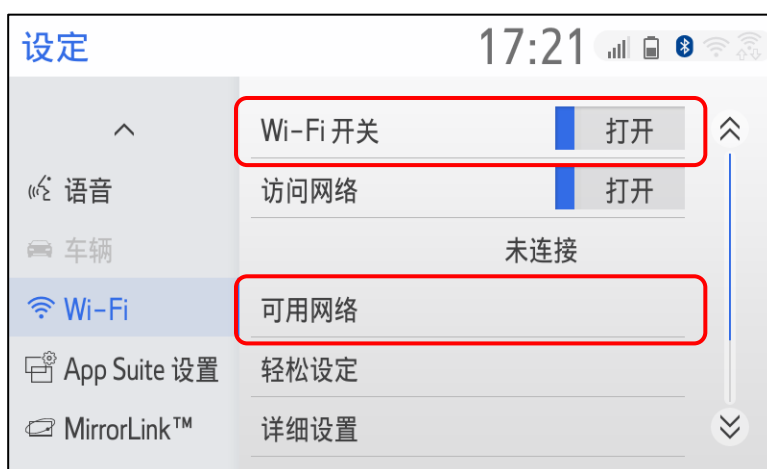 设定
17:21
Wi-Fi 开关 打开
语音
访问网络 打开
车辆
未连接
Wi-Fi
可用网络
App Suite 设置
轻松设定
MirrorLink™
详细设置